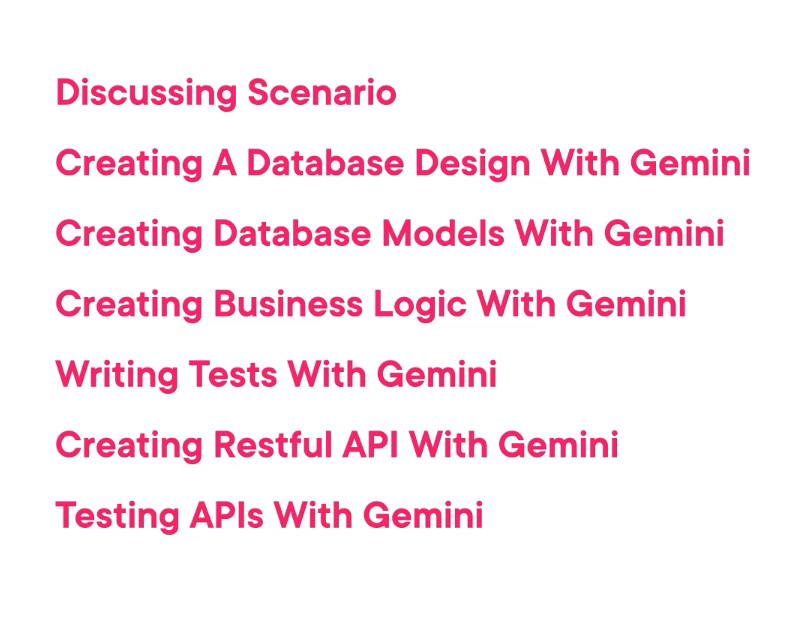 Discussing Scenario
Creating A Database Design With Gemini
Creating Database Models With Gemini
Creating Business Logic With Gemini
Writing Tests With Gemini
Creating Restful API With Gemini
Testing APIs With Gemini